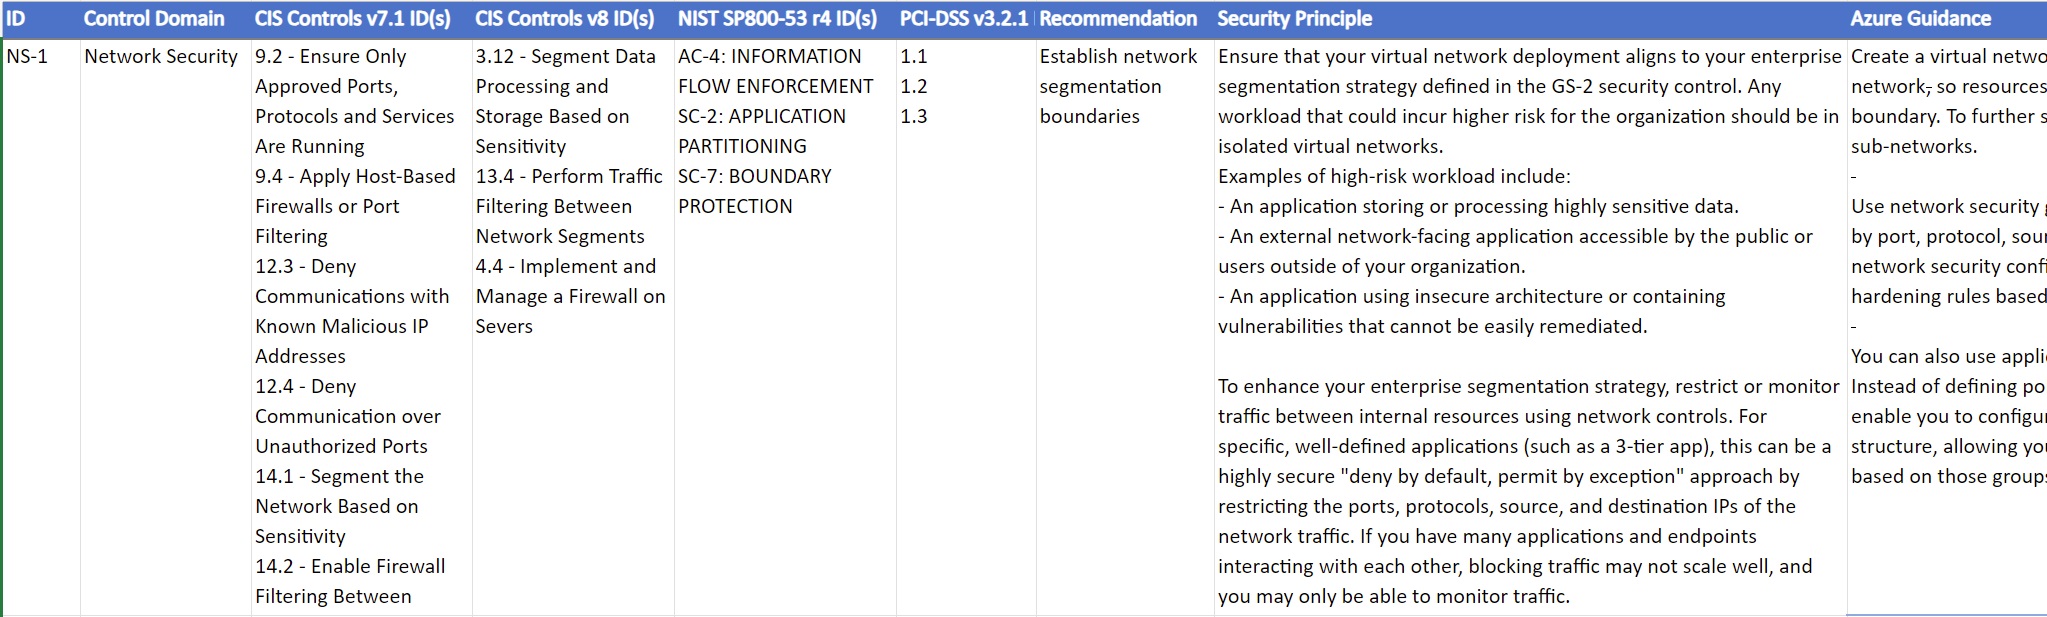 ID
Control Domain
CIS Controls v7.1 ID(s)
CIS Controls v8 ID(s)
NIST SP800-53 r4 ID(s)
PCI-DSS v3.2.1
Recommendation
Security Principle
Azure Guidance
NS-1
Network Security
9.2 - Ensure Only
Approved Ports,
Protocols and Services
Are Running
9.4 - Apply Host-Based
Firewalls or Port
Filtering
12.3 - Deny
Communications with
Known Malicious IP
Addresses
12.4 - Deny
Communication over
Unauthorized Ports
14.1 - Segment the
Network Based on
Sensitivity
14.2 - Enable Firewall
Filtering Between
3.12 - Segment Data
Processing and
Storage Based on
Sensitivity
13.4 - Perform Traffic
Filtering Between
Network Segments
4.4 - Implement and
Manage a Firewall on
Severs
AC-4: INFORMATION
FLOW ENFORCEMENT
SC-2: APPLICATION
PARTITIONING
SC-7: BOUNDARY
PROTECTION
1.1
1.2
1.3
Establish network
segmentation
boundaries
Ensure that your virtual network deployment aligns to your enterprise
segmentation strategy defined in the GS-2 security control. Any
workload that could incur higher risk for the organization should be in
isolated virtual networks.
Examples of high-risk workload include:
- An application storing or processing highly sensitive data.
- An external network-facing application accessible by the public or
users outside of your organization.
- An application using insecure architecture or containing
vulnerabilities that cannot be easily remediated.
To enhance your enterprise segmentation strategy, restrict or monitor
traffic between internal resources using network controls. For
specific, well-defined applications (such as a 3-tier app), this can be a
highly secure "deny by default, permit by exception" approach by
restricting the ports, protocols, source, and destination IPs of the
network traffic. If you have many applications and endpoints
interacting with each other, blocking traffic may not scale well, and
you may only be able to monitor traffic.
Create a virtual
network; so resources
boundary. To further
sub-networks.
-
Use network security
by port, protocol,
network security
hardening rules based
-
You can also use
Instead of defining
enable you to
structure, allowing
based on those